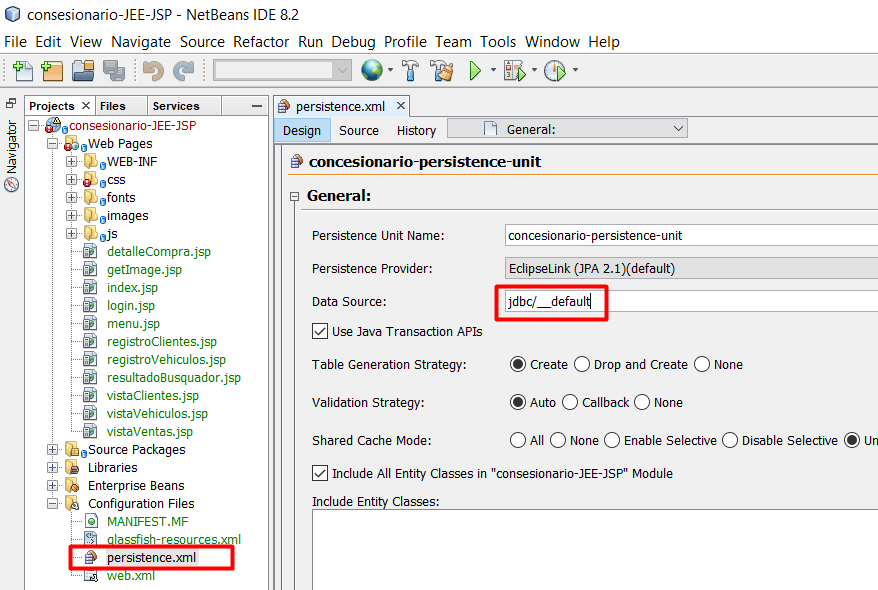 consesionario-JEE-JSP - NetBeans IDE 8.2
File Edit View Navigate Source Refactor Run Debug Profile Team Tools Window Help
Navigator
Projects Files Services
consesionario-JEE-JSP
Web Pages
WEB-INF
css
fonts
images
js
detalleCompra.jsp
getImage.jsp
index.jsp
login.jsp
menu.jsp
registroClientes.jsp
registroVehiculos.jsp
resultadoBusquador.jsp
vistaClientes.jsp
vistaVehiculos.jsp
vistaVentas.jsp
Source Packages
Libraries
Enterprise Beans
Configuration Files
MANIFEST.MF
glassfish-resources.xml
persistence.xml
web.xml
persistence.xml
Design Source History General:
concesionario-persistence-unit
General:
Persistence Unit Name: concesionario-persistence-unit
Persistence Provider: EclipseLink (JPA 2.1)(default)
Data Source: jdbc/__default
Use Java Transaction APIs
Table Generation Strategy: Create Drop and Create None
Validation Strategy: Auto Callback None
Shared Cache Mode: All None Enable Selective Disable Selective Un
Include All Entity Classes in "consesionario-JEE-JSP" Module
Include Entity Classes: